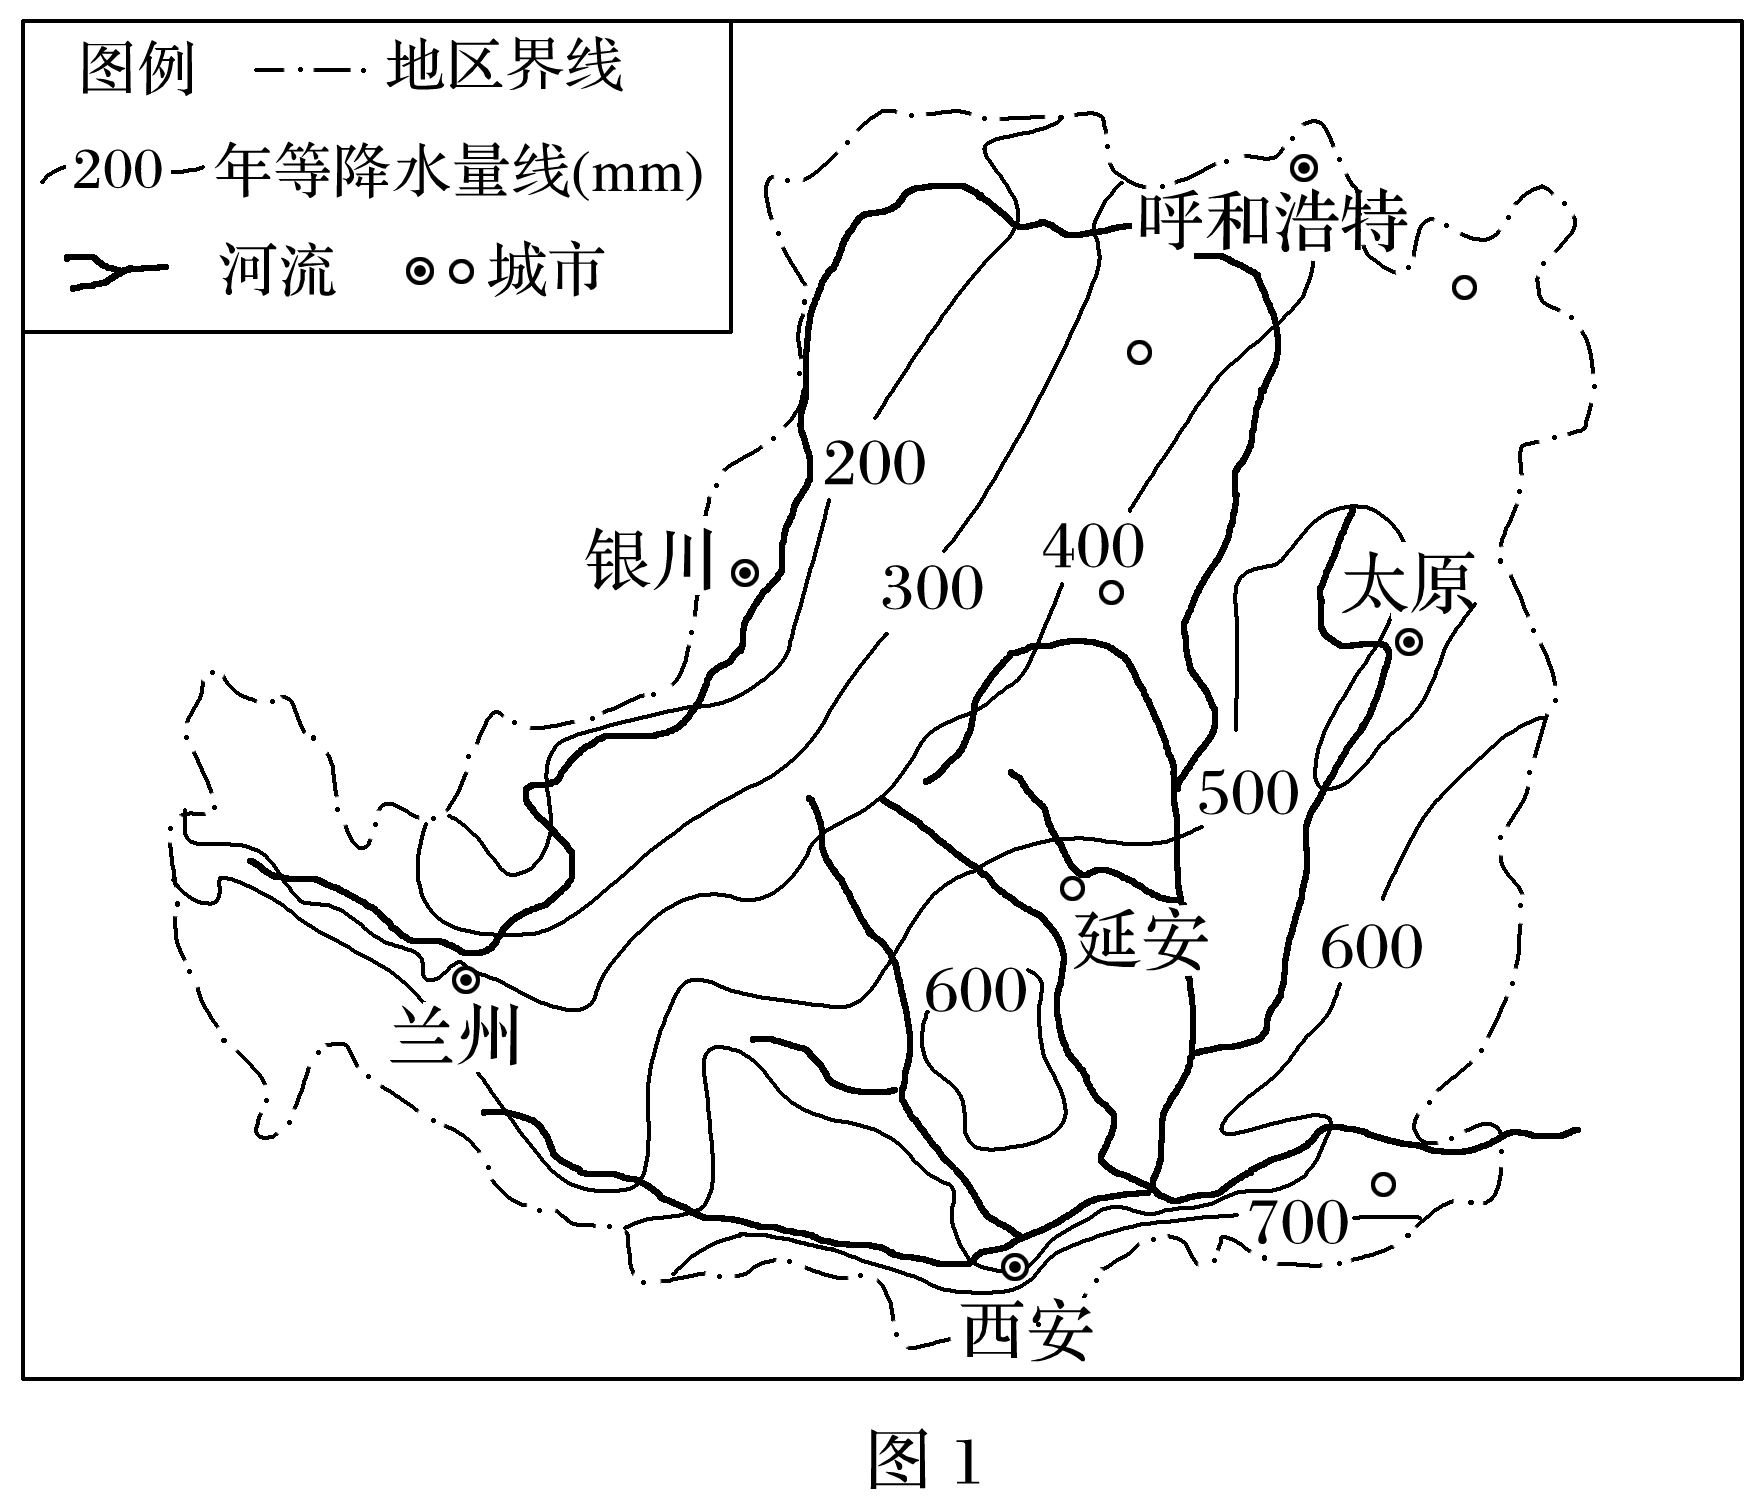 图例 地区界线
200 年等降水量线(mm)
河流 城市
呼和浩特
200
银川
300
400
太原
500
延安
600
600
兰州
700
西安
图 1